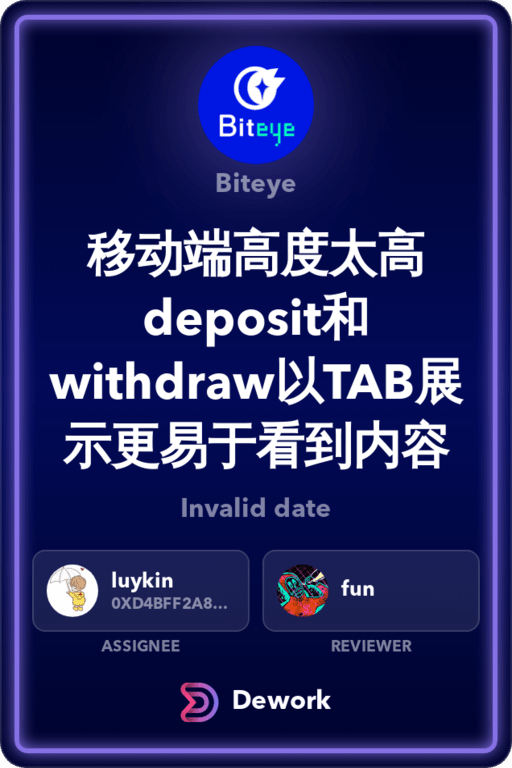 Biteye
Biteye
移动端高度太高
deposit和
withdraw以TAB展
示更易于看到内容
Invalid date
luykin
0XD4BFF2A8...
fun
ASSIGNEE
REVIEWER
Dework